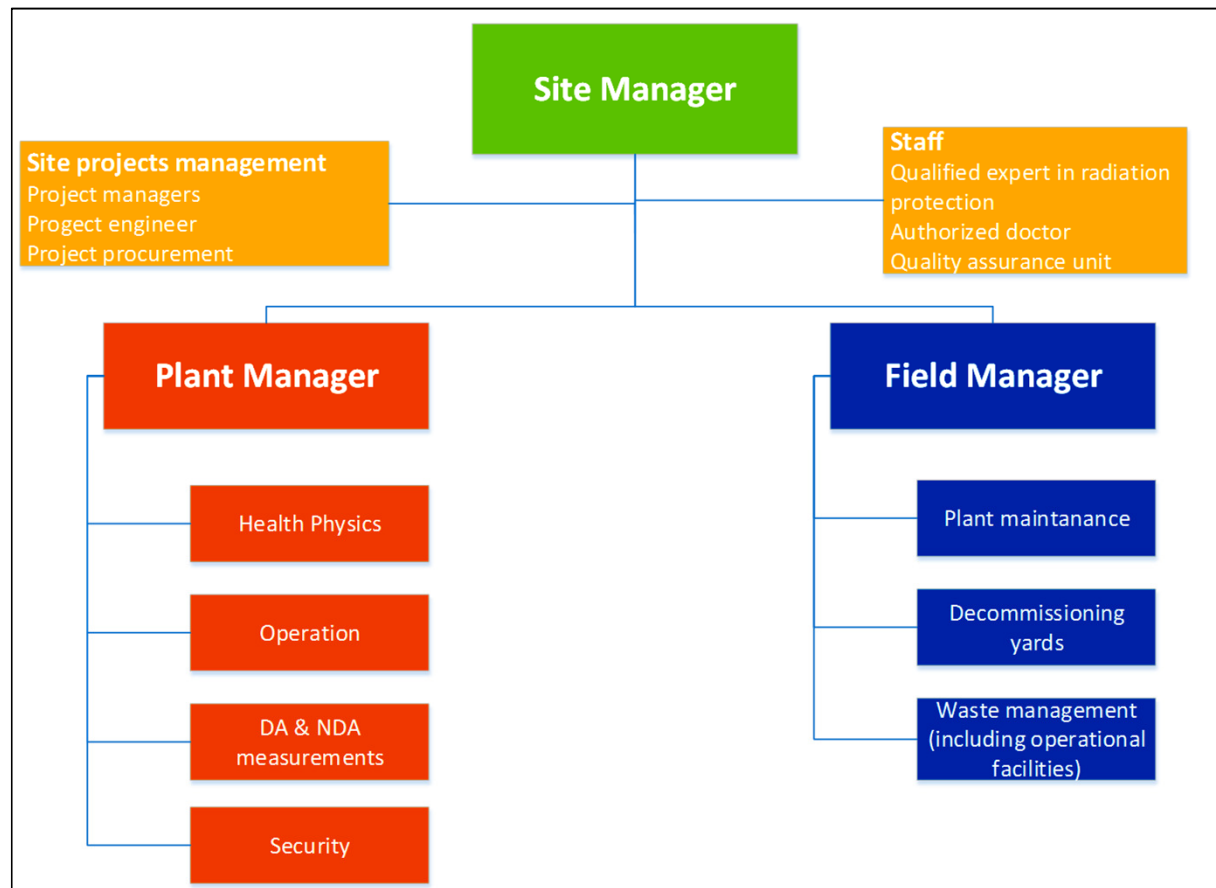 Site Manager
Site projects management
Project managers
Progect engineer
Project procurement
Staff
Qualified expert in radiation
protection
Authorized doctor
Quality assurance unit
Plant Manager
Field Manager
Health Physics
Operation
DA & NDA
measurements
Security
Plant maintanance
Decommissioning
yards
Waste management
(including operational
facilities)